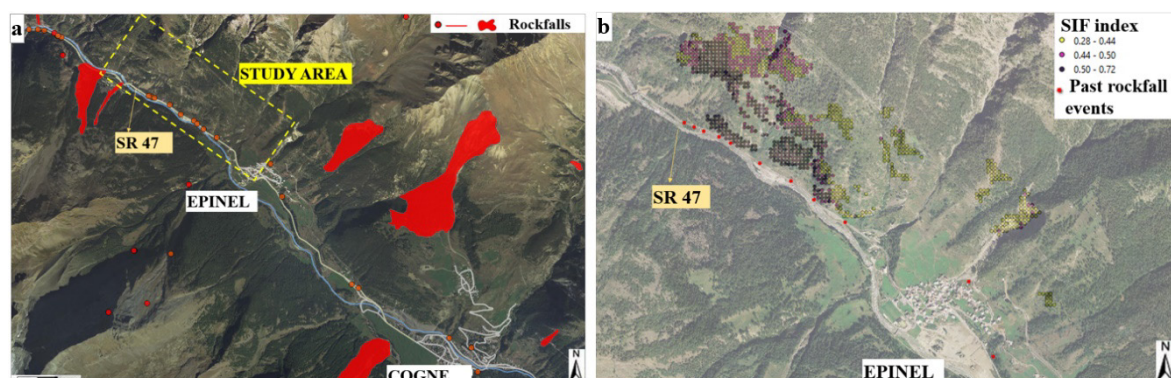 a
Rockfalls
STUDY AREA
SR 47
EPINEL
COGNE
N
b
SIF index
0.28 - 0.44
0.44 - 0.50
0.50 - 0.72
Past rockfall
events
SR 47
EPINEL
N